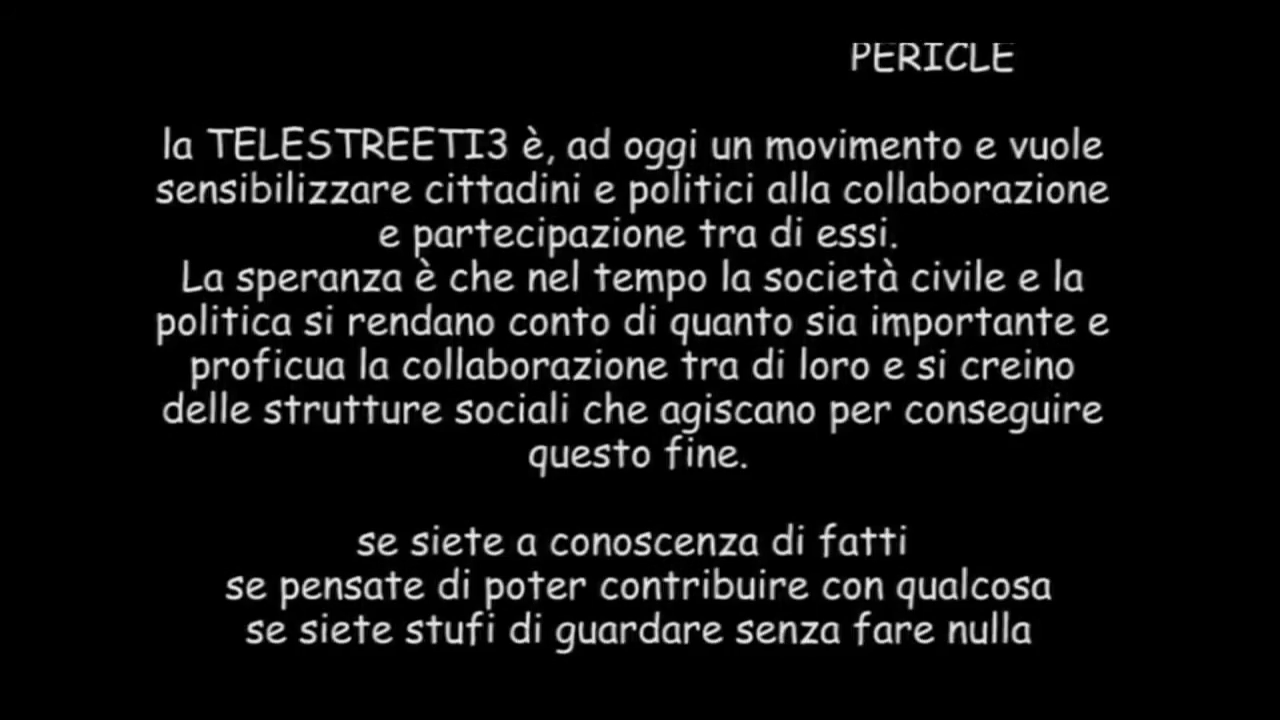 PERICLE
la TELESTREETI3 è, ad oggi un movimento e vuole
sensibilizzare cittadini e politici alla collaborazione
e partecipazione tra di essi.
La speranza è che nel tempo la società civile e la
politica si rendano conto di quanto sia importante e
proficua la collaborazione tra di loro e si creino
delle strutture sociali che agiscano per conseguire
questo fine.
se siete a conoscenza di fatti
se pensate di poter contribuire con qualcosa
se siete stufi di guardare senza fare nulla